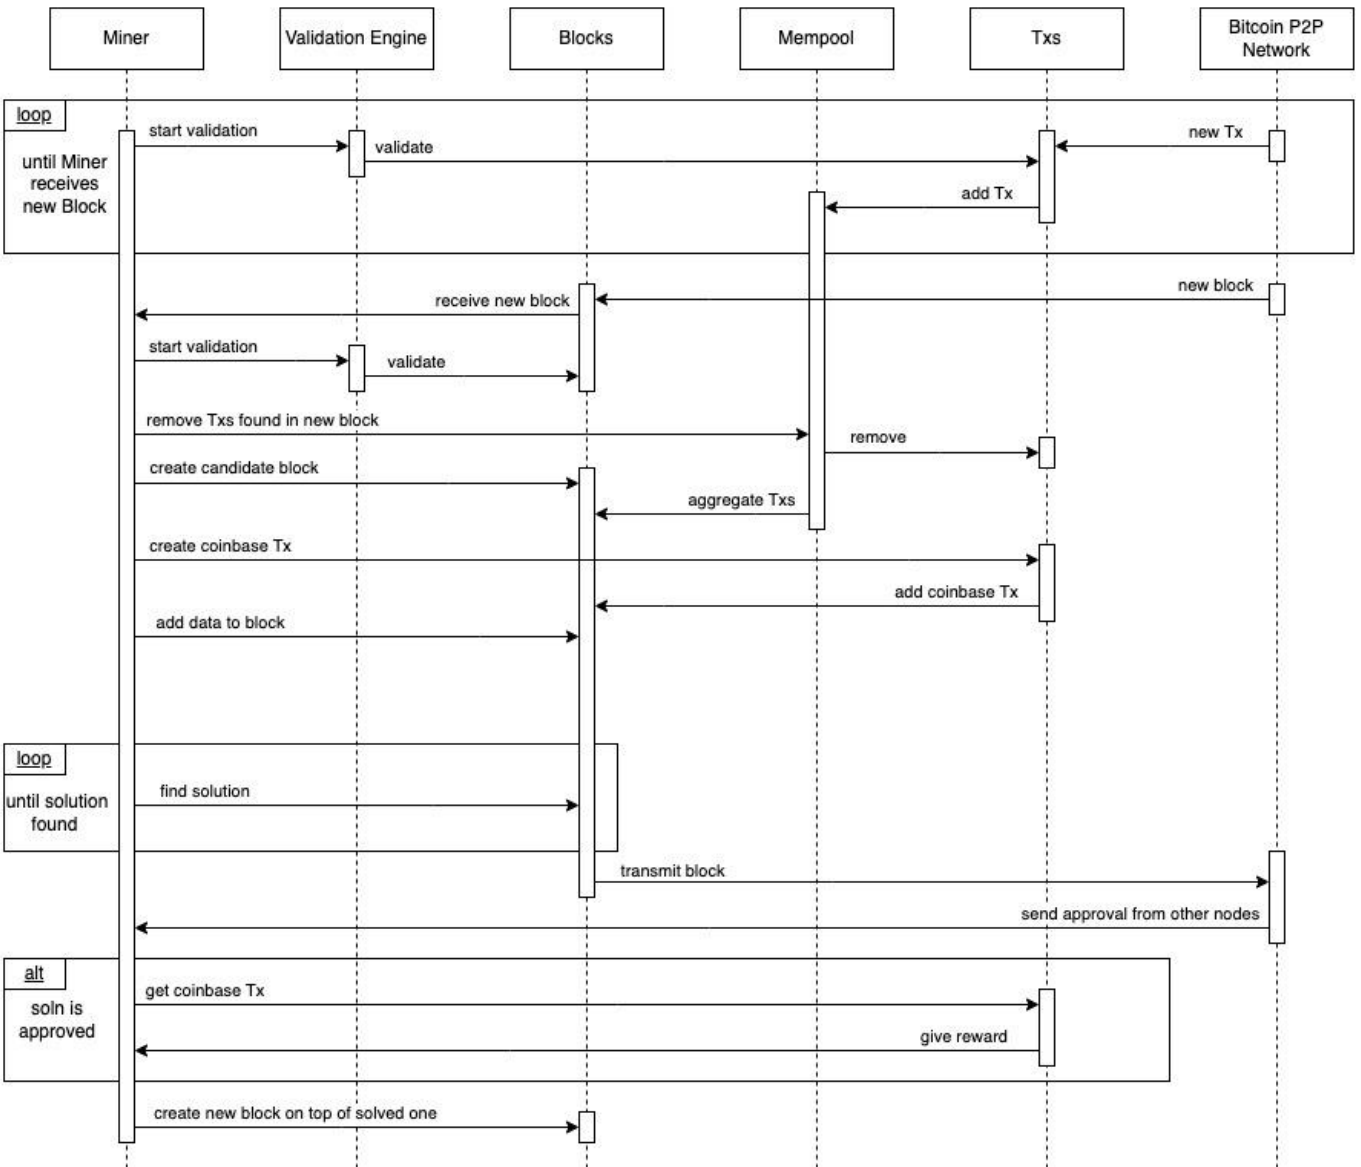 Miner
Validation Engine
Blocks
Mempool
Txs
Bitcoin P2P
Network
loop
until Miner
receives
new Block
start validation
validate
new Tx
add Tx
new block
receive new block
start validation
validate
remove Txs found in new block
remove
create candidate block
aggregate Txs
create coinbase Tx
add coinbase Tx
add data to block
loop
until solution
found
find solution
transmit block
send approval from other nodes
alt
soln is
approved
get coinbase Tx
give reward
create new block on top of solved one